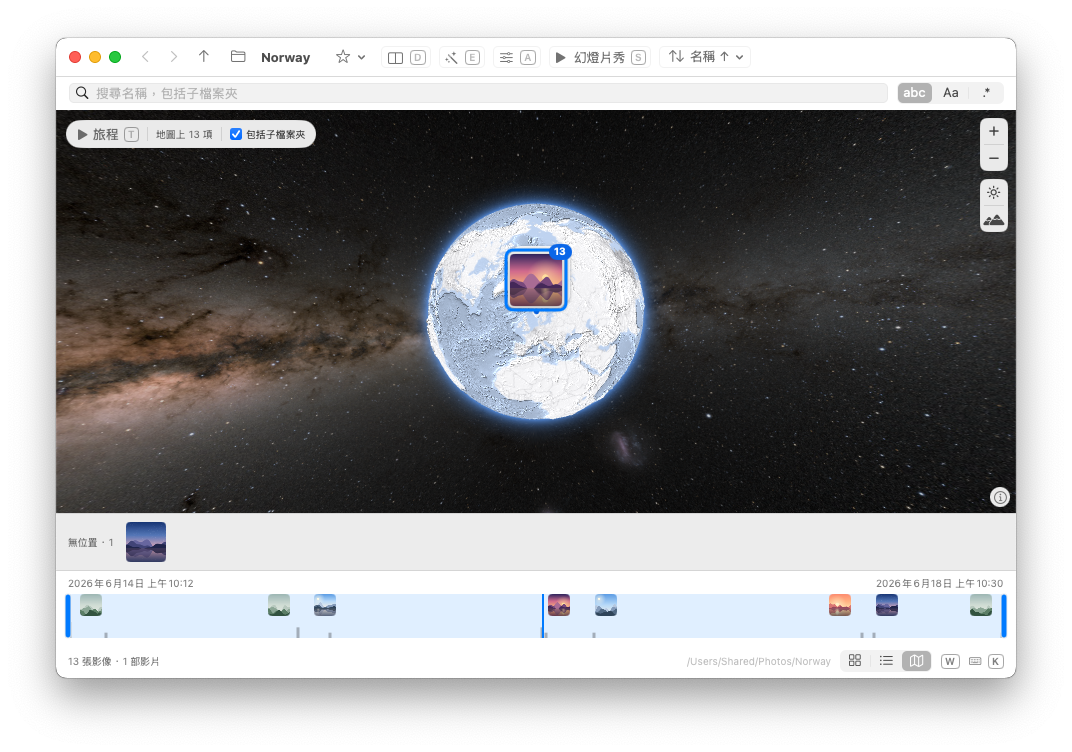 Norway
D
E
A
幻燈片秀 S
名稱
搜尋名稱，包括子檔案夾
abc
Aa
.*
旅程 T
地圖上 13 項
包括子檔案夾
13
無位置・1
2026年6月14日 上午10:12
2026年6月18日 上午10:30
13 張影像・1 部影片
/Users/Shared/Photos/Norway
W
K